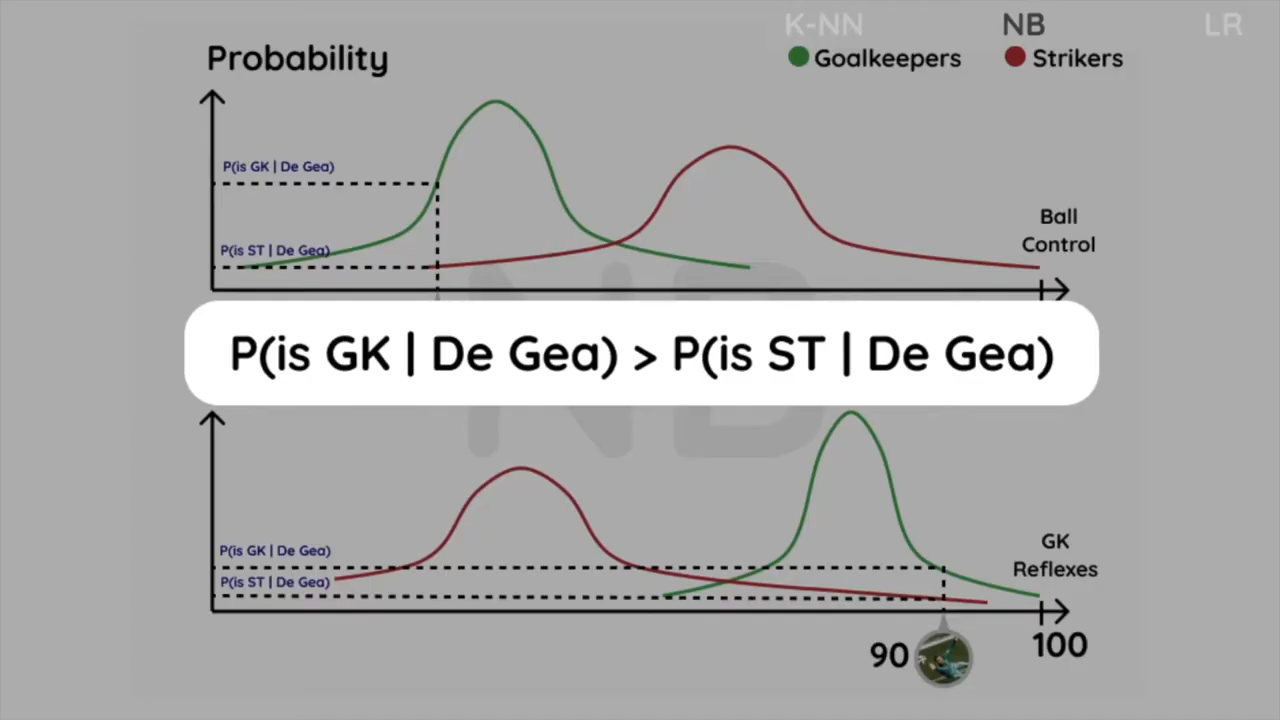 K-NN NB LR
Probability
Goalkeepers Strikers
P(is GK | De Gea)
P(is ST | De Gea)
Ball
Control
NB
P(is GK | De Gea) > P(is ST | De Gea)
P(is GK | De Gea)
P(is ST | De Gea)
GK
Reflexes
90
100